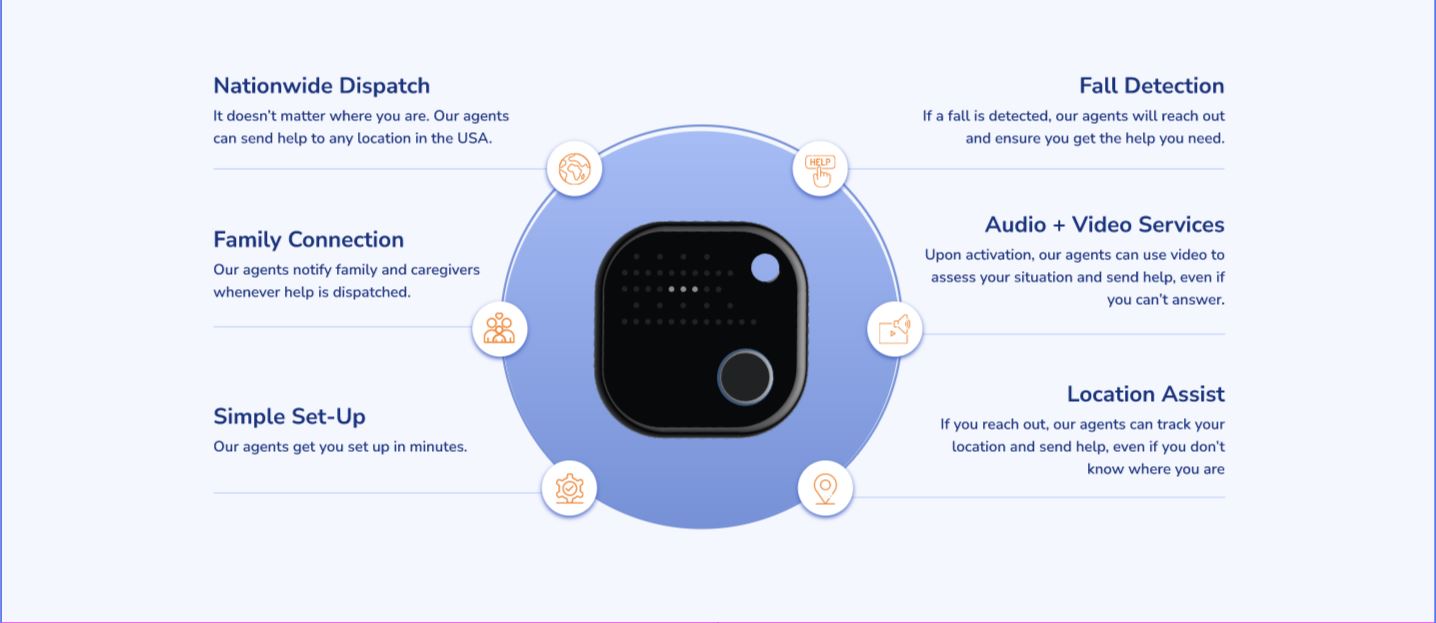 Nationwide Dispatch
It doesn't matter where you are. Our agents
can send help to any location in the USA.
Family Connection
Our agents notify family and caregivers
whenever help is dispatched.
Simple Set-Up
Our agents get you set up in minutes.
HELP
Fall Detection
If a fall is detected, our agents will reach out
and ensure you get the help you need.
Audio + Video Services
Upon activation, our agents can use video to
assess your situation and send help, even if
you can't answer.
Location Assist
If you reach out, our agents can track your
location and send help, even if you don't
know where you are